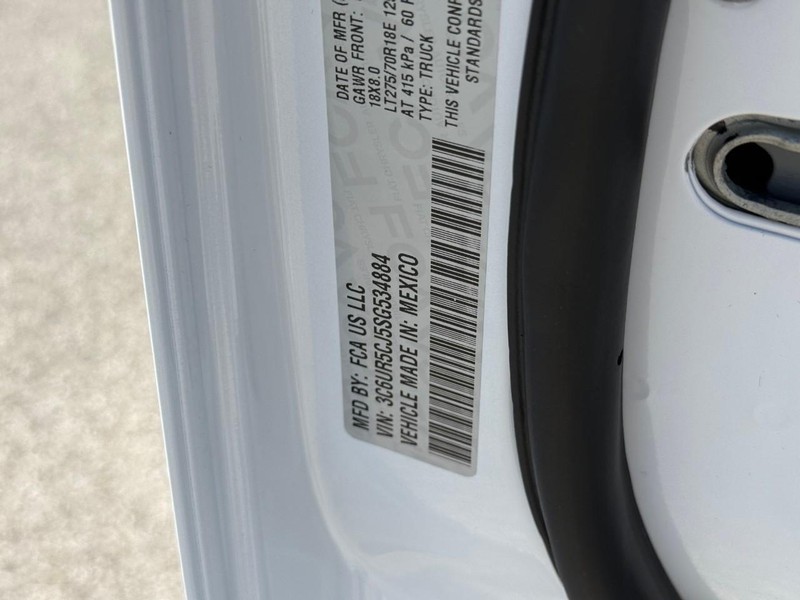 MFD BY: FCA US LLC
VIN: 3C6UR5CJ5SG534884
VEHICLE MADE IN: MEXICO
DATE OF MFR
GAWR FRONT:
18X8.0
LT275/70R18E
AT 415 kPa / 60
TYPE: TRUCK
THIS VEHICLE
STANDARDS